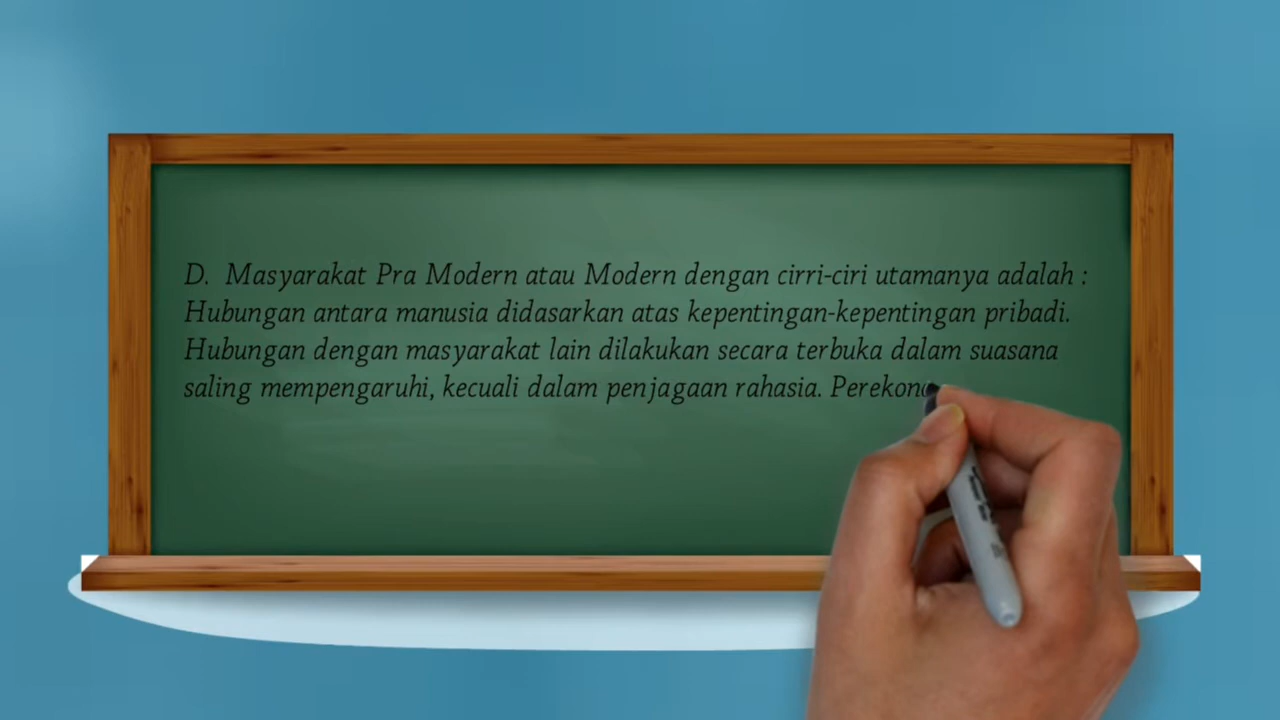 D. Masyarakat Pra Modern atau Modern dengan cirri-ciri utamanya adalah :
Hubungan antara manusia didasarkan atas kepentingan-kepentingan pribadi.
Hubungan dengan masyarakat lain dilakukan secara terbuka dalam suasana
saling mempengaruhi, kecuali dalam penjagaan rahasia.